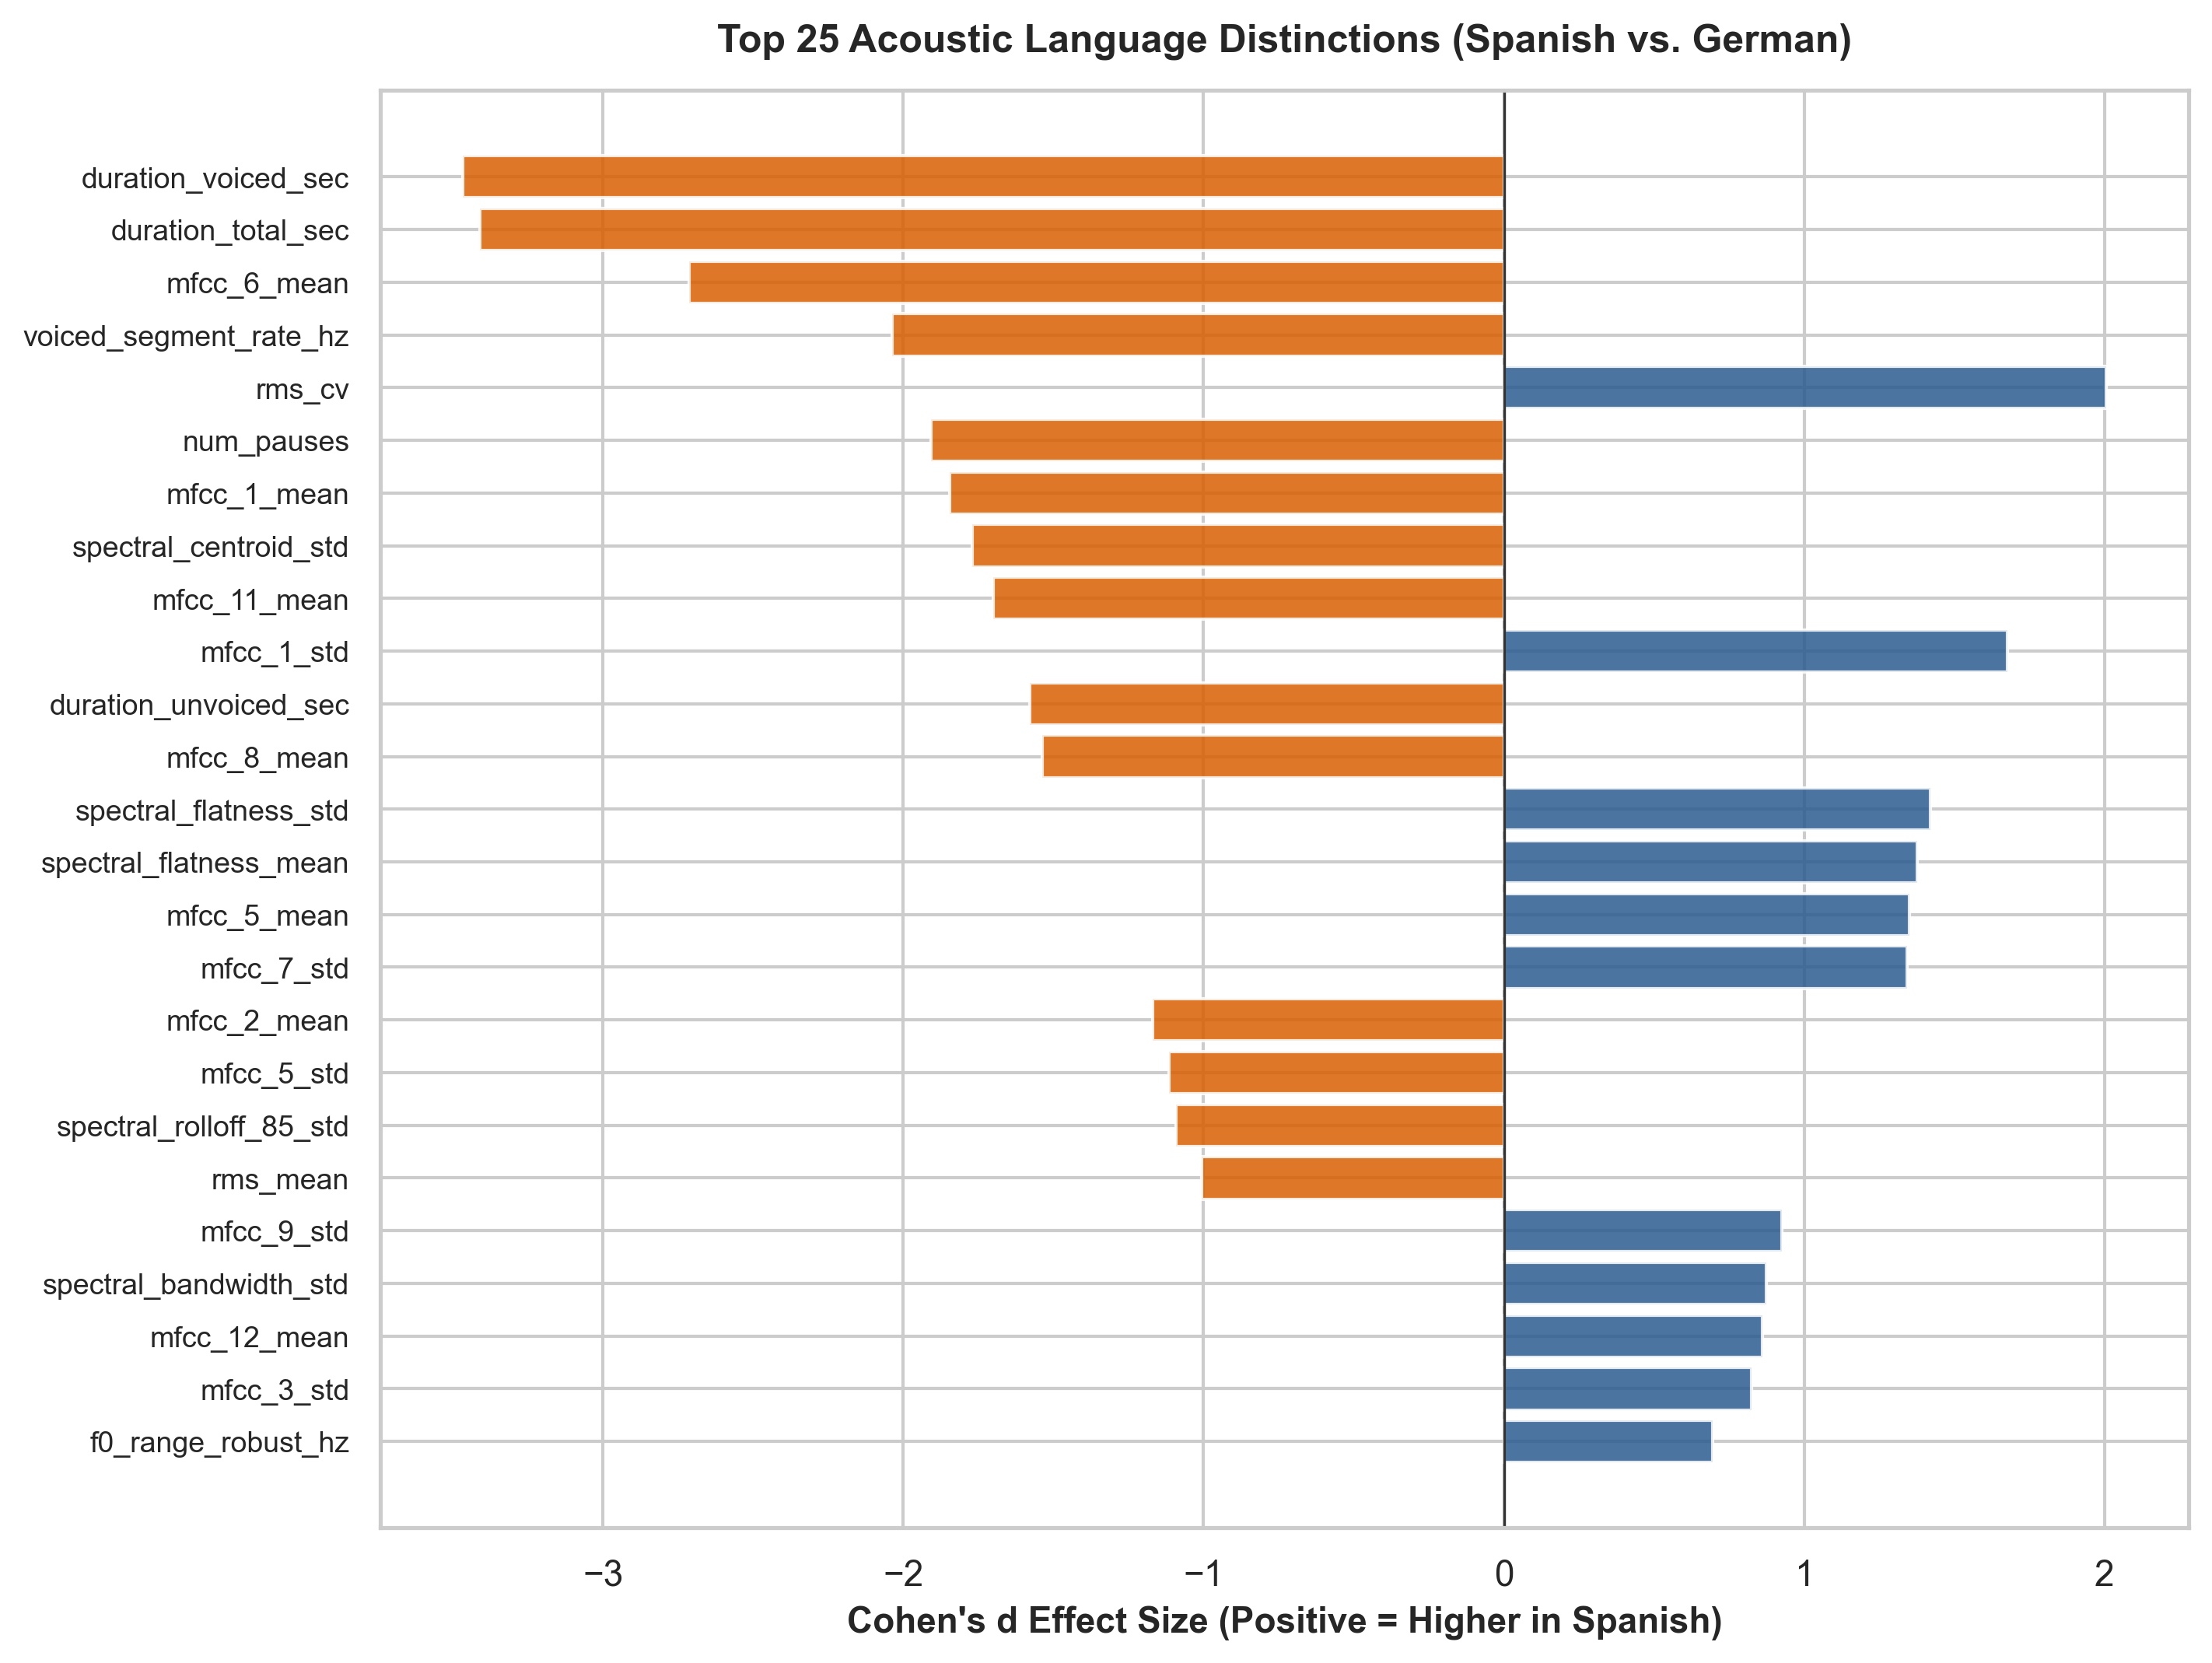 Top 25 Acoustic Language Distinctions (Spanish vs. German)
duration_voiced_sec
duration_total_sec
mfcc_6_mean
voiced_segment_rate_hz
rms_cv
num_pauses
mfcc_1_mean
spectral_centroid_std
mfcc_11_mean
mfcc_1_std
duration_unvoiced_sec
mfcc_8_mean
spectral_flatness_std
spectral_flatness_mean
mfcc_5_mean
mfcc_7_std
mfcc_2_mean
mfcc_5_std
spectral_rolloff_85_std
rms_mean
mfcc_9_std
spectral_bandwidth_std
mfcc_12_mean
mfcc_3_std
f0_range_robust_hz
−3 −2 −1 0 1 2
Cohen's d Effect Size (Positive = Higher in Spanish)